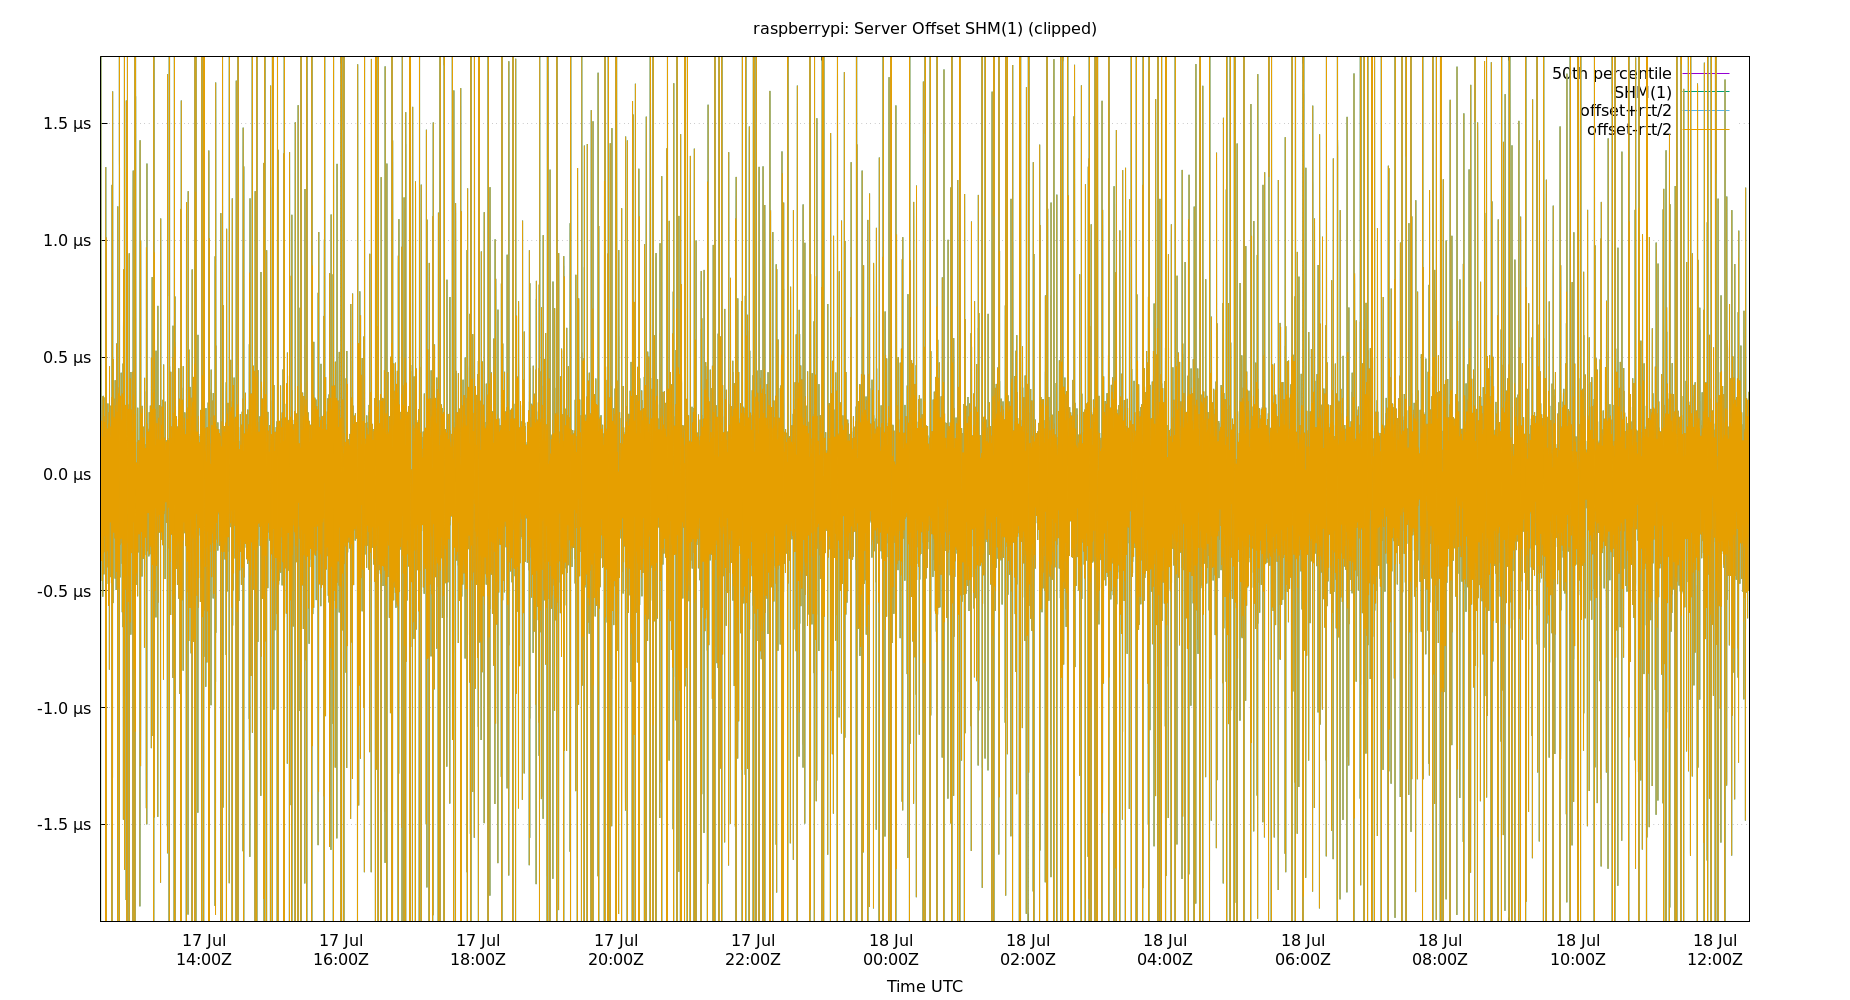 raspberrypi: Server Offset SHM(1) (clipped)
50th percentile
SHM(1)
offset+rtt/2
offset-rtt/2
1.5 µs
1.0 µs
0.5 µs
0.0 µs
-0.5 µs
-1.0 µs
-1.5 µs
17 Jul 17 Jul 17 Jul 17 Jul 17 Jul 18 Jul 18 Jul 18 Jul 18 Jul 18 Jul 18 Jul 18 Jul
14:00Z 16:00Z 18:00Z 20:00Z 22:00Z 00:00Z 02:00Z 04:00Z 06:00Z 08:00Z 10:00Z 12:00Z
Time UTC